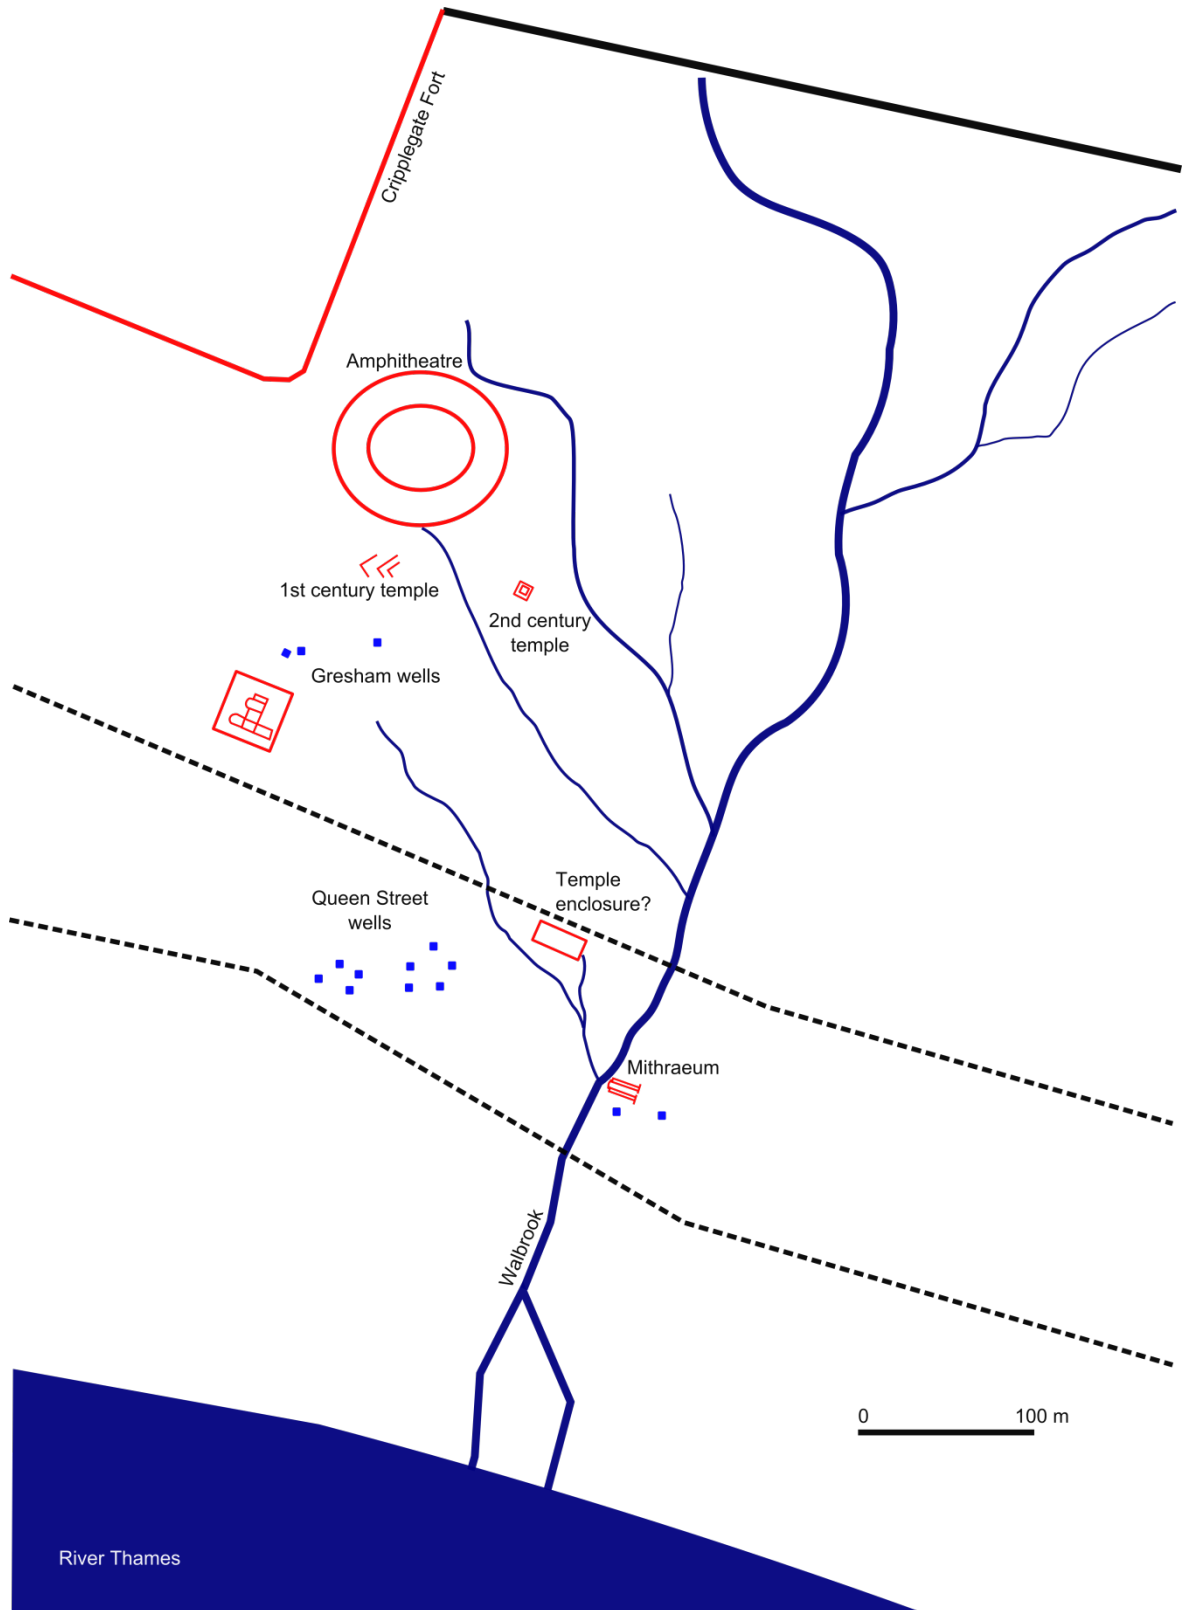 Cripplegate Fort
Amphitheatre
1st century temple
2nd century
temple
Gresham wells
Temple
enclosure?
Queen Street
wells
Mithraeum
Walbrook
0 100 m
River Thames